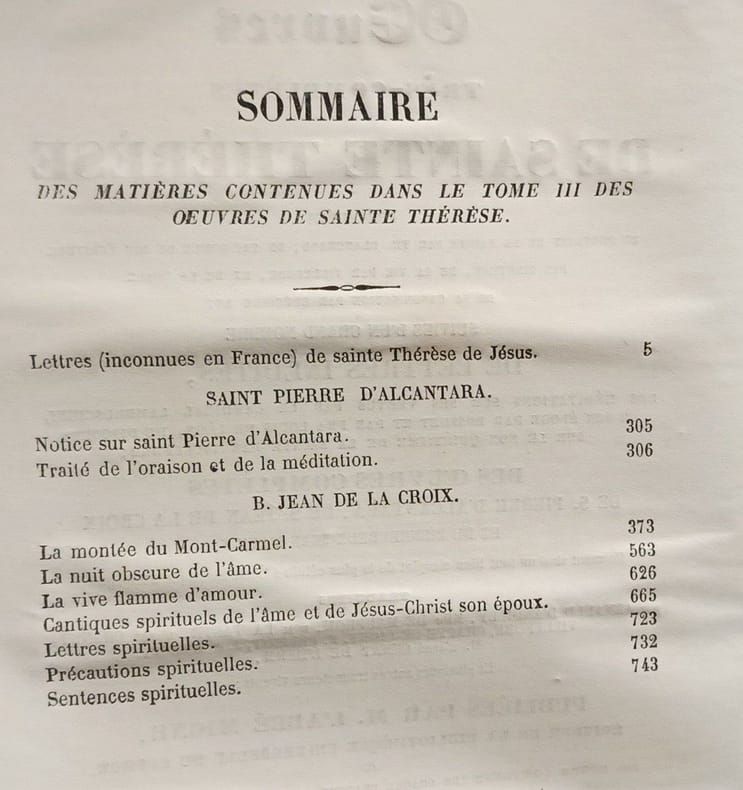 SOMMAIRE
DES MATIÈRES CONTENUES DANS LE TOME III DES
OEUVRES DE SAINTE THÉRÈSE.
Lettres (inconnues en France) de sainte Thérèse de Jésus. 5
SAINT PIERRE D'ALCANTARA.
Notice sur saint Pierre d'Alcantara. 305
Traité de l'oraison et de la méditation. 306
B. JEAN DE LA CROIX.
La montée du Mont-Carmel. 373
La nuit obscure de l'âme. 563
La vive flamme d'amour. 626
Cantiques spirituels de l'âme et de Jésus-Christ son époux. 665
Lettres spirituelles. 723
Précautions spirituelles. 732
Sentences spirituelles. 743